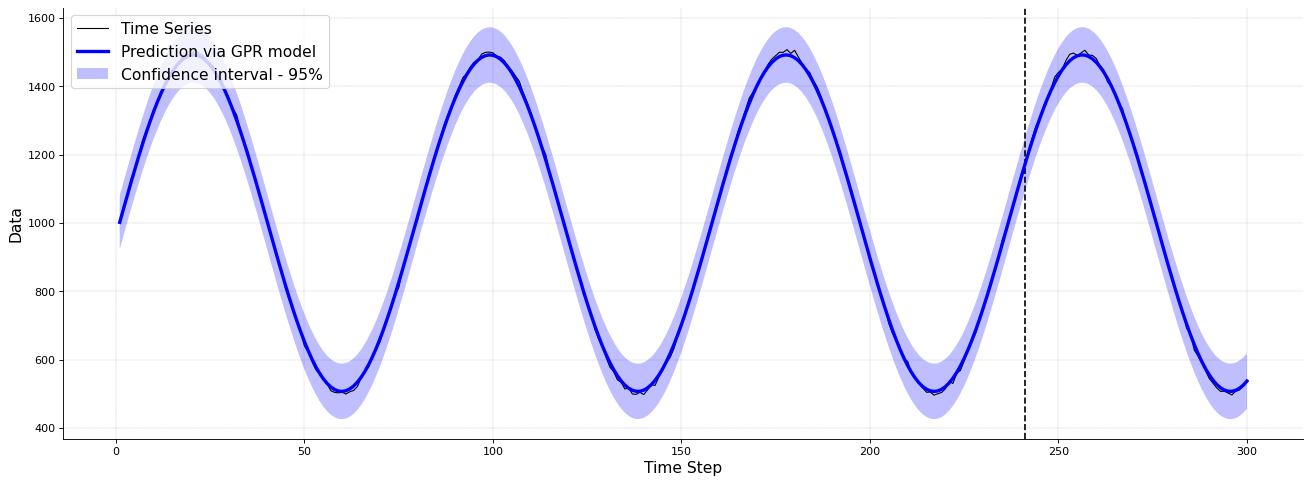 Time Series
Prediction via GPR model
Confidence interval - 95%
1600
1400
1200
1000
800
600
400
Data
0 50 100 150 200 250 300
Time Step